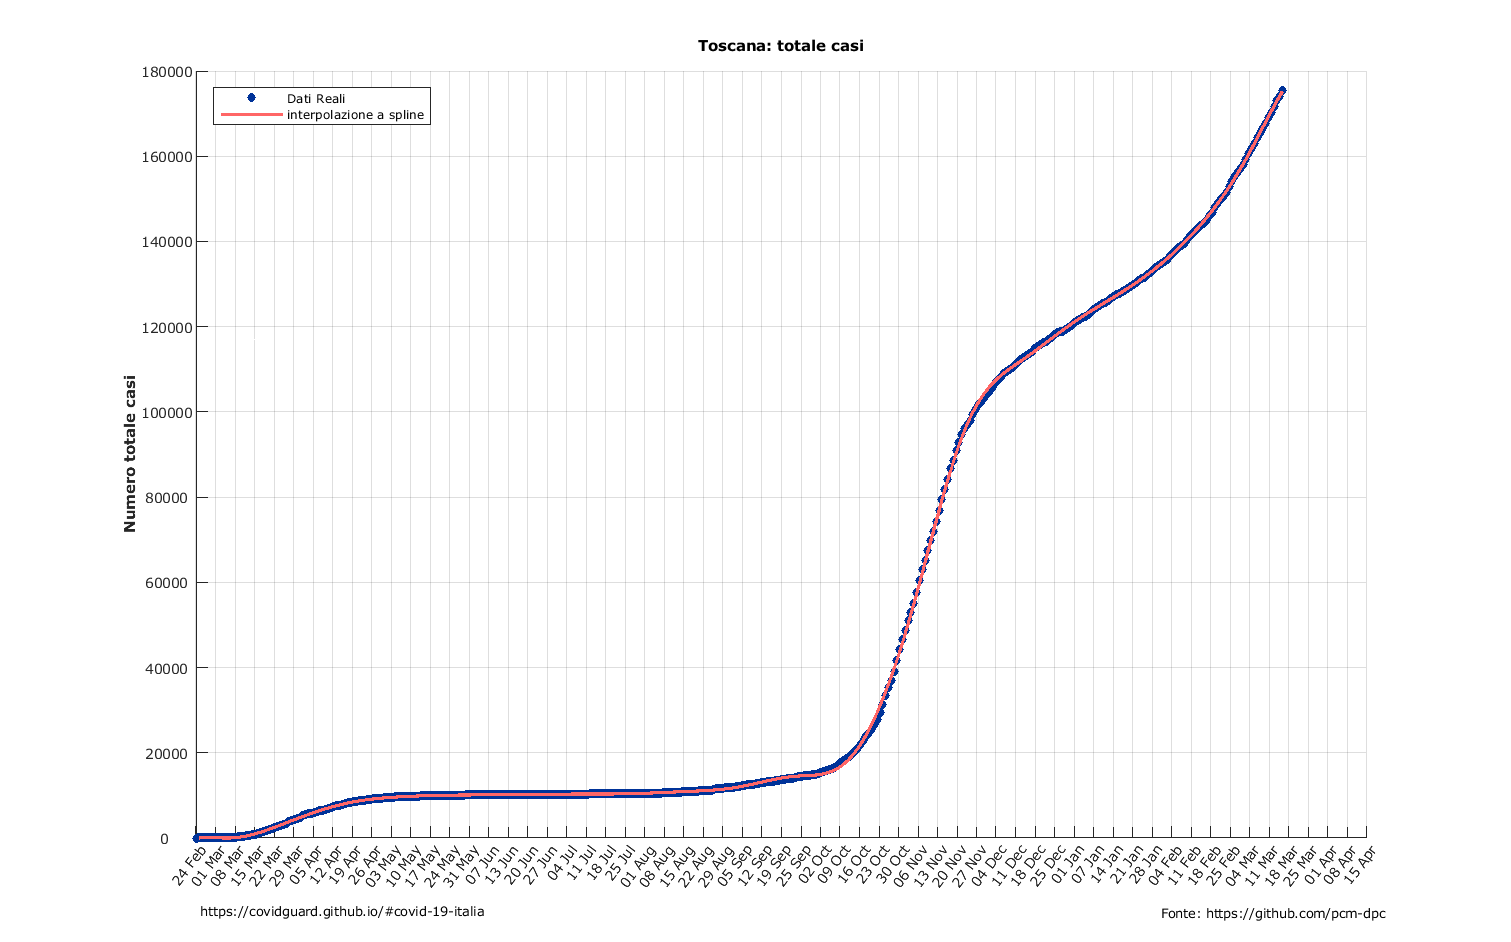 Toscana: totale casi
180000
160000
140000
120000
100000
80000
60000
40000
20000
0
Numero totale casi
Dati Reali
interpolazione a spline
24 Feb
01 Mar
08 Mar
15 Mar
22 Mar
29 Mar
05 Apr
12 Apr
19 Apr
26 Apr
03 May
10 May
17 May
24 May
31 May
07 Jun
13 Jun
20 Jun
27 Jun
04 Jul
11 Jul
18 Jul
25 Jul
01 Aug
08 Aug
15 Aug
22 Aug
29 Aug
05 Sep
12 Sep
19 Sep
25 Sep
02 Oct
09 Oct
16 Oct
23 Oct
30 Oct
06 Nov
13 Nov
20 Nov
27 Nov
04 Dec
11 Dec
18 Dec
25 Dec
01 Jan
07 Jan
14 Jan
21 Jan
28 Jan
04 Feb
11 Feb
18 Feb
25 Feb
04 Mar
11 Mar
18 Mar
25 Mar
01 Apr
08 Apr
15 Apr
https://covidguard.github.io/#covid-19-italia
Fonte: https://github.com/pcm-dpc